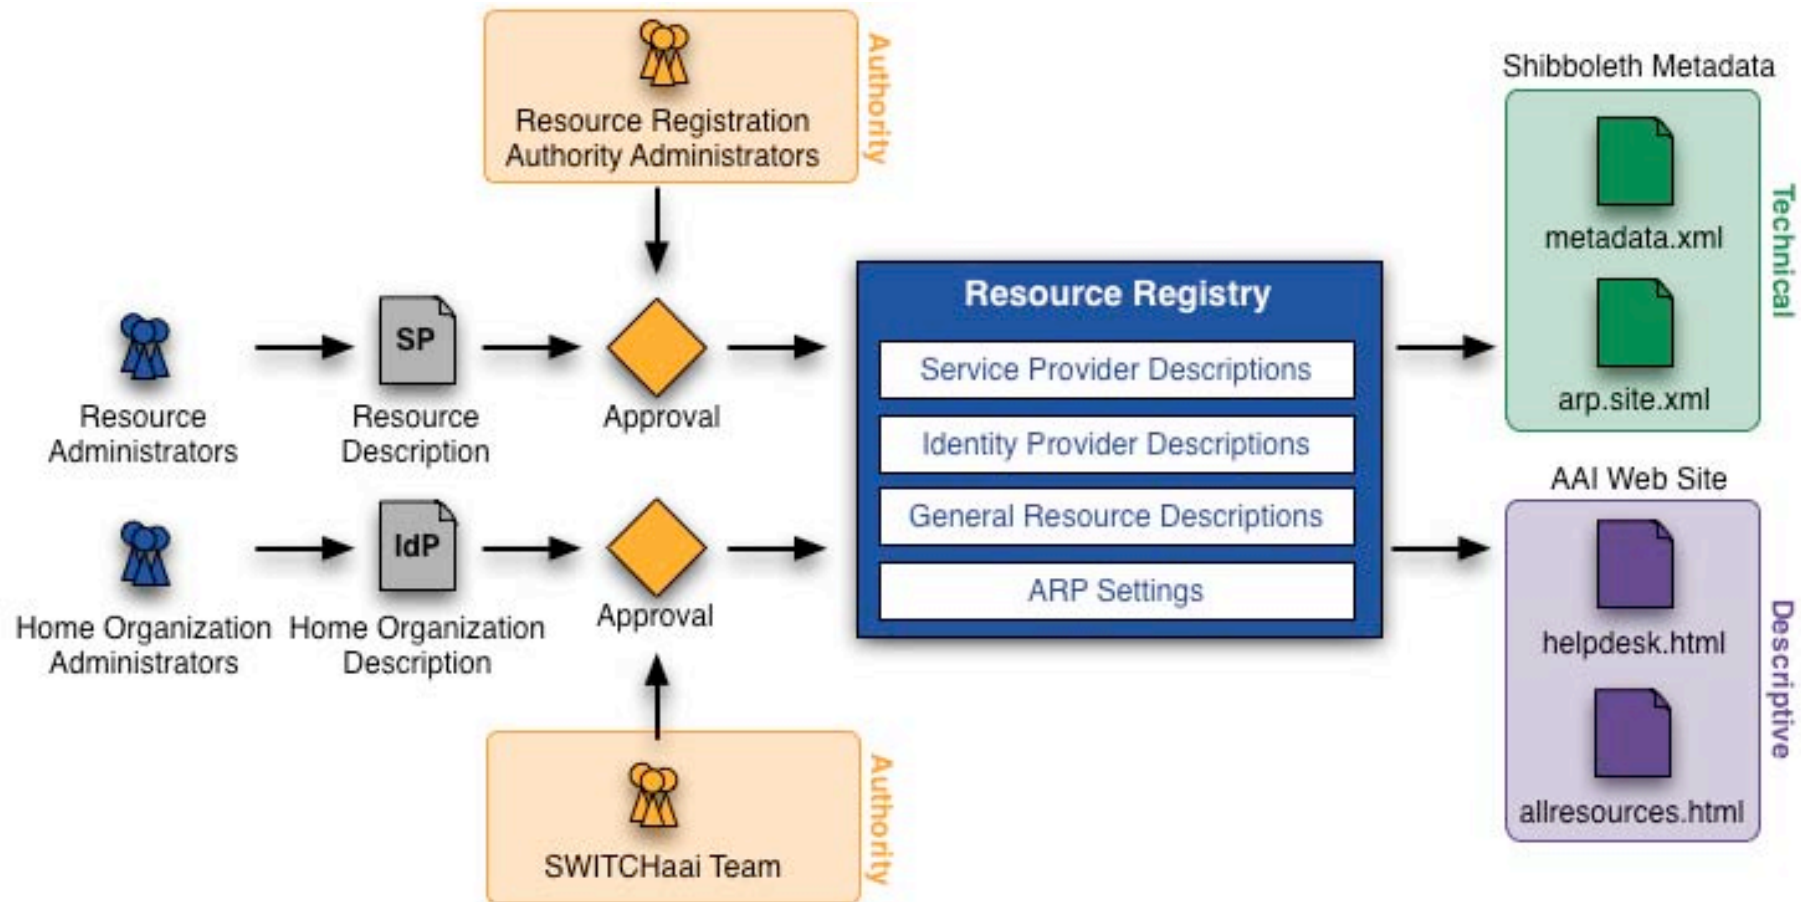 Resource Registration
Authority Administrators
Authority
Resource
Administrators
SP
Resource
Description
Approval
Home Organization
Administrators
IdP
Home Organization
Description
Approval
SWITCHaai Team
Authority
Resource Registry
Service Provider Descriptions
Identity Provider Descriptions
General Resource Descriptions
ARP Settings
Shibboleth Metadata
metadata.xml
arp.site.xml
Technical
AAI Web Site
helpdesk.html
allresources.html
Descriptive